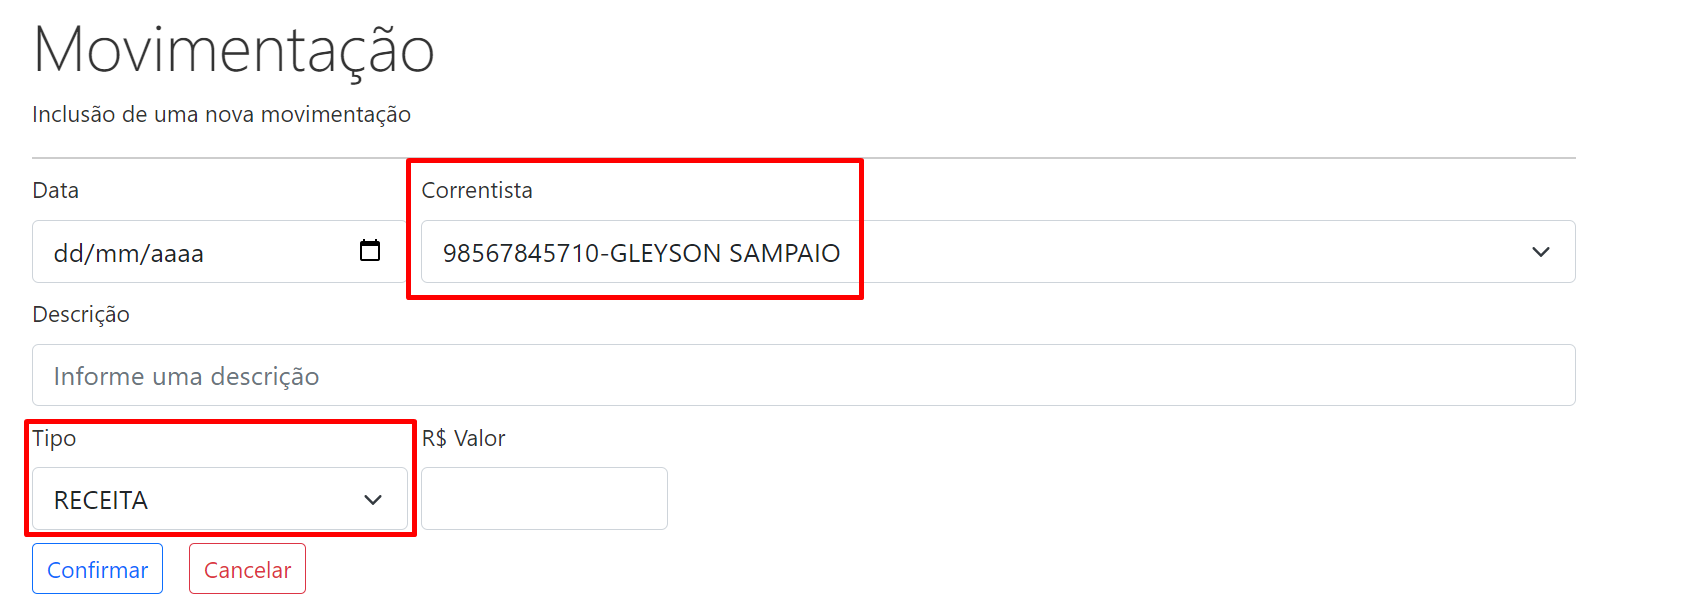 Movimentação
Inclusão de uma nova movimentação
Data
Correntista
dd/mm/aaaa
98567845710-GLEYSON SAMPAIO
Descrição
Informe uma descrição
Tipo
R$ Valor
RECEITA
Confirmar
Cancelar